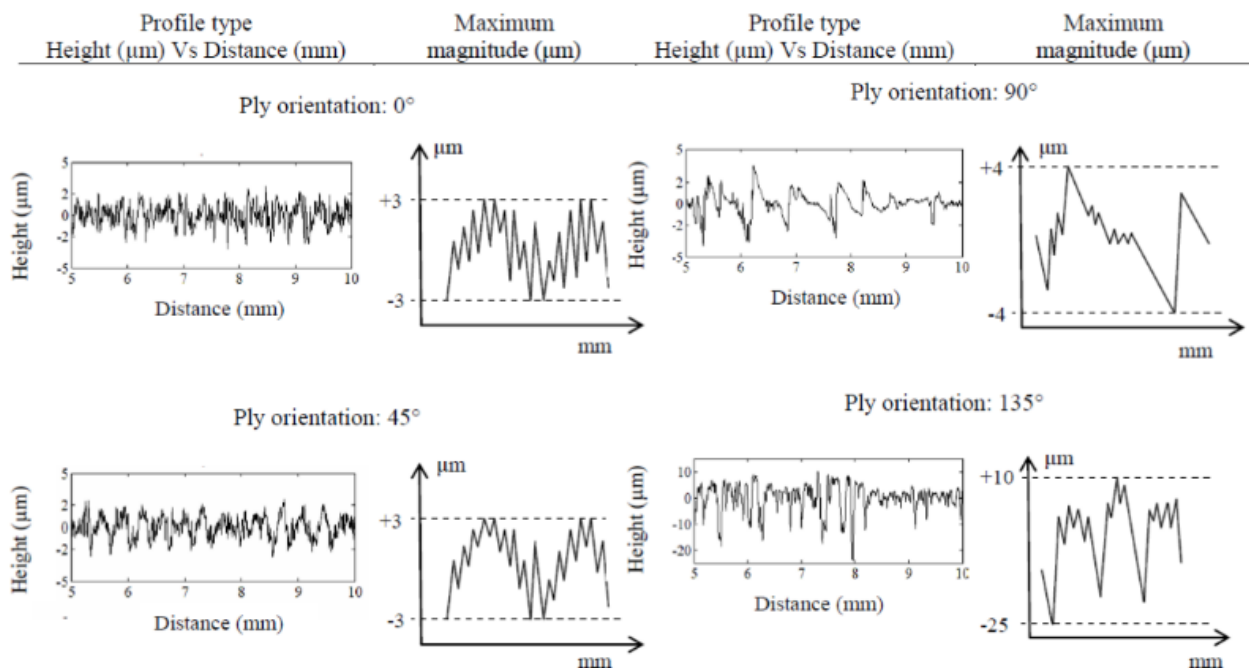 Profile type
Height (μm) Vs Distance (mm)
Maximum
magnitude (μm)
Profile type
Height (μm) Vs Distance (mm)
Maximum
magnitude (μm)
Ply orientation: 0°
Height (μm)
5
2
0
-2
-5
5 6 7 8 9 10
Distance (mm)
μm
+3
-3
mm
Ply orientation: 90°
Height (μm)
5
2
0
-2
-5
5 6 7 8 9 10
Distance (mm)
μm
+4
-4
mm
Ply orientation: 45°
Height (μm)
5
2
0
-2
-5
5 6 7 8 9 10
Distance (mm)
μm
+3
-3
mm
Ply orientation: 135°
Height (μm)
10
0
-10
-20
5 6 7 8 9 10
Distance (mm)
μm
+10
-25
mm